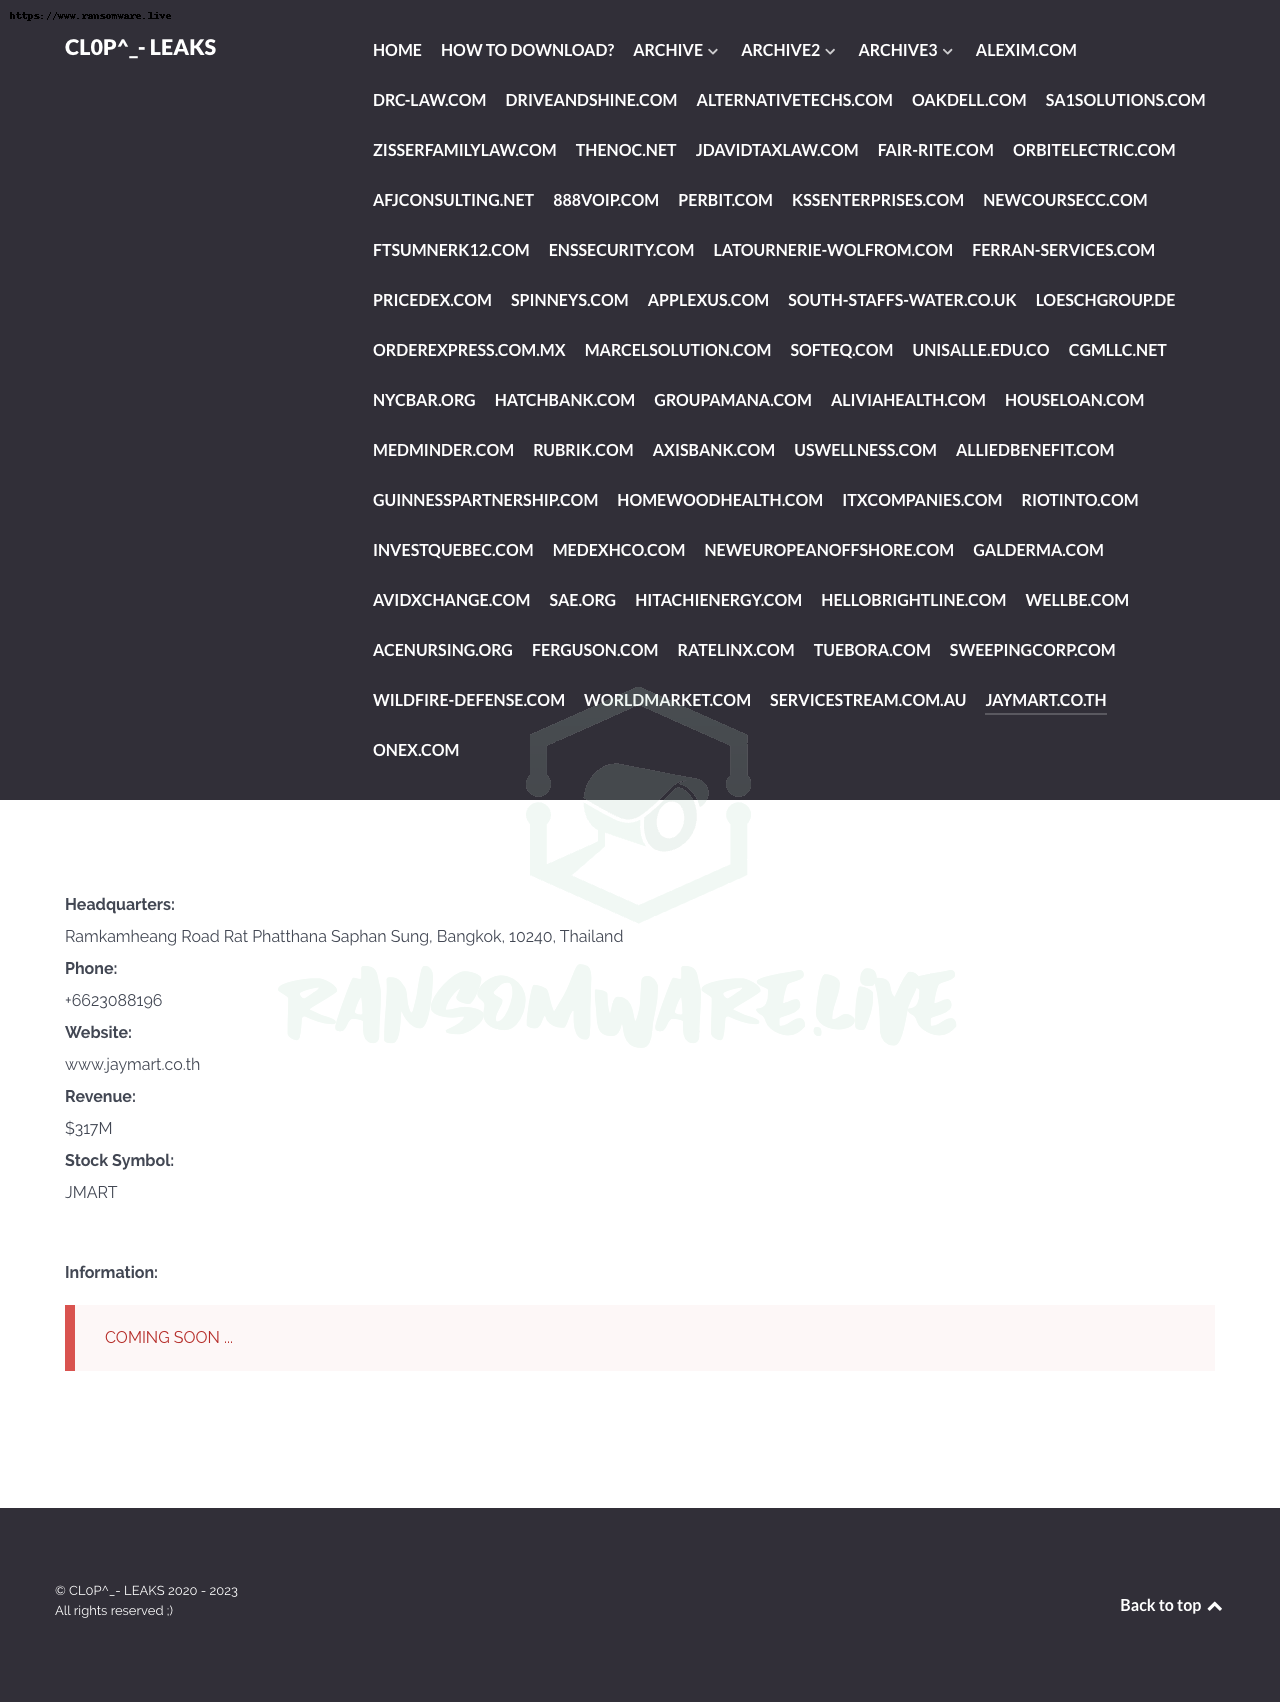 https://www.ransomware.live
CL0P^_- LEAKS
HOME HOW TO DOWNLOAD? ARCHIVE ARCHIVE2 ARCHIVE3 ALEXIM.COM
DRC-LAW.COM DRIVEANDSHINE.COM ALTERNATIVETECHS.COM OAKDELL.COM SA1SOLUTIONS.COM
ZISSERFAMILYLAW.COM THENOC.NET JDAVIDTAXLAW.COM FAIR-RITE.COM ORBITELECTRIC.COM
AFJCONSULTING.NET 888VOIP.COM PERBIT.COM KSSENTERPRISES.COM NEWCOURSECC.COM
FTSUMNERK12.COM ENSSECURITY.COM LATOURNERIE-WOLFROM.COM FERRAN-SERVICES.COM
PRICEDEX.COM SPINNEYS.COM APPLEXUS.COM SOUTH-STAFFS-WATER.CO.UK LOESCHGROUP.DE
ORDEREXPRESS.COM.MX MARCELSOLUTION.COM SOFTEQ.COM UNISALLE.EDU.CO CGMLLC.NET
NYCBAR.ORG HATCHBANK.COM GROUPAMANA.COM ALIVIAHEALTH.COM HOUSELOAN.COM
MEDMINDER.COM RUBRIK.COM AXISBANK.COM USWELLNESS.COM ALLIEDBENEFIT.COM
GUINNESSPARTNERSHIP.COM HOMEWOODHEALTH.COM ITXCOMPANIES.COM RIOTINTO.COM
INVESTQUEBEC.COM MEDEXHCO.COM NEWEUROPEANOFFSHORE.COM GALDERMA.COM
AVIDXCHANGE.COM SAE.ORG HITACHIENERGY.COM HELLOBRIGHTLINE.COM WELLBE.COM
ACENURSING.ORG FERGUSON.COM RATELINX.COM TUEBORA.COM SWEEPINGCORP.COM
WILDFIRE-DEFENSE.COM WORLDMARKET.COM SERVICESTREAM.COM.AU JAYMART.CO.TH
ONEX.COM
Headquarters:
Ramkamheang Road Rat Phatthana Saphan Sung, Bangkok, 10240, Thailand
Phone:
+6623088196
RANSOMWARE.LIVE
Website:
www.jaymart.co.th
Revenue:
$317M
Stock Symbol:
JMART
Information:
COMING SOON ...
© CL0P^_- LEAKS 2020 - 2023
All rights reserved ;)
Back to top